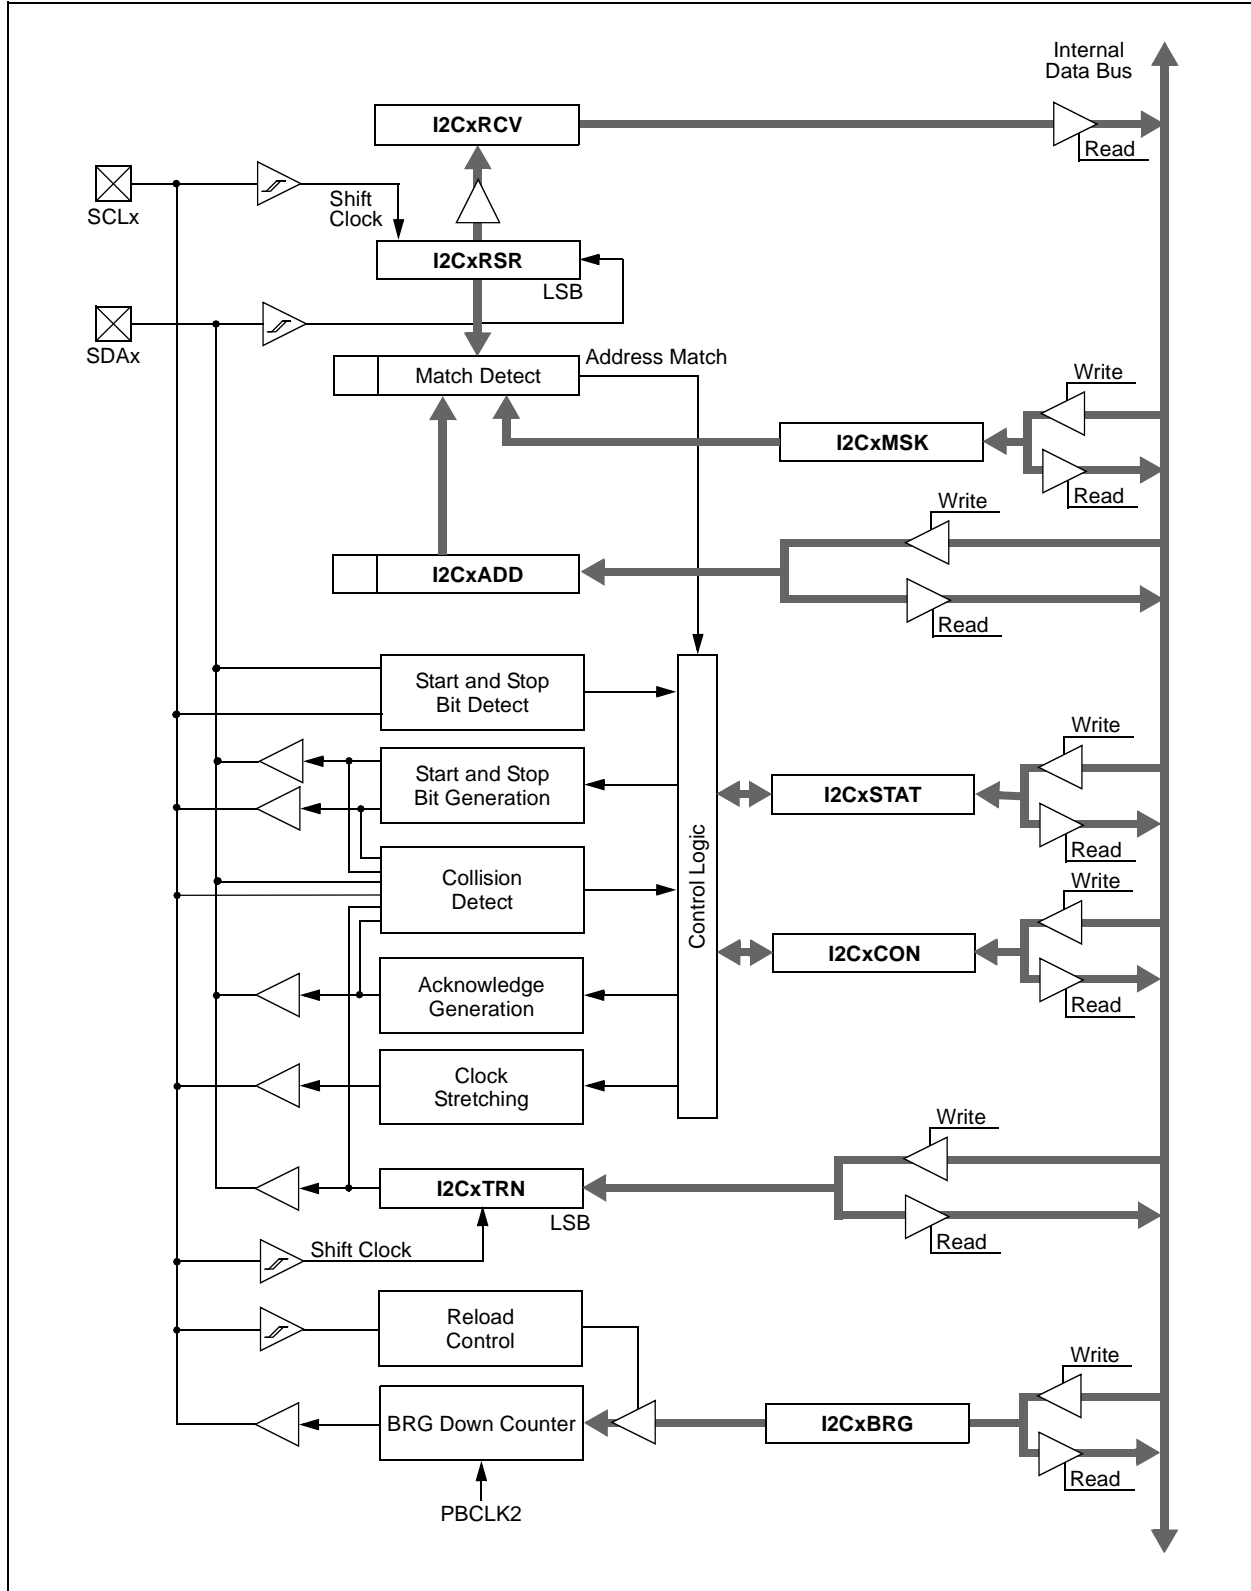 Internal
Data Bus
I2CxRCV
Read
SCLx
Shift
Clock
I2CxRSR
LSB
SDAx
Address Match
Match Detect
Write
I2CxMSK
Read
Write
I2CxADD
Read
Start and Stop
Bit Detect
Write
Start and Stop
Bit Generation
I2CxSTAT
Read
Control Logic
Collision
Detect
Write
I2CxCON
Read
Acknowledge
Generation
Clock
Stretching
Write
I2CxTRN
LSB
Read
Shift Clock
Reload
Control
Write
BRG Down Counter
I2CxBRG
Read
PBCLK2